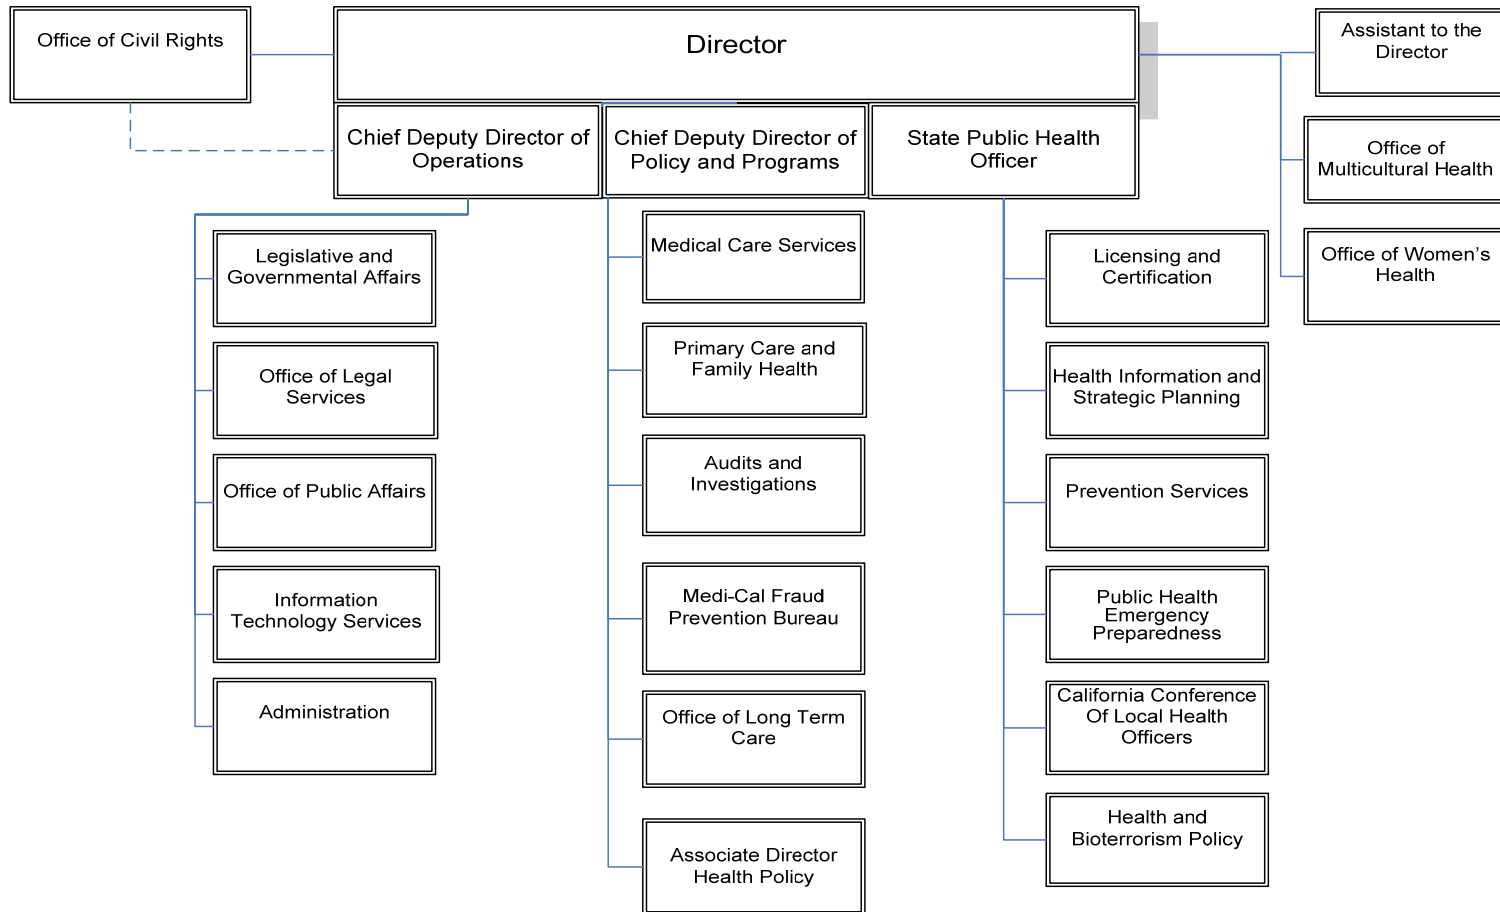 Office of Civil Rights
Director
Assistant to the
Director
Chief Deputy Director of
Operations
Chief Deputy Director of
Policy and Programs
State Public Health
Officer
Office of
Multicultural Health
Office of Women’s
Health
Legislative and
Governmental Affairs
Office of Legal
Services
Office of Public Affairs
Information
Technology Services
Administration
Medical Care Services
Primary Care and
Family Health
Audits and
Investigations
Medi-Cal Fraud
Prevention Bureau
Office of Long Term
Care
Associate Director
Health Policy
Licensing and
Certification
Health Information and
Strategic Planning
Prevention Services
Public Health
Emergency
Preparedness
California Conference
Of Local Health
Officers
Health and
Bioterrorism Policy